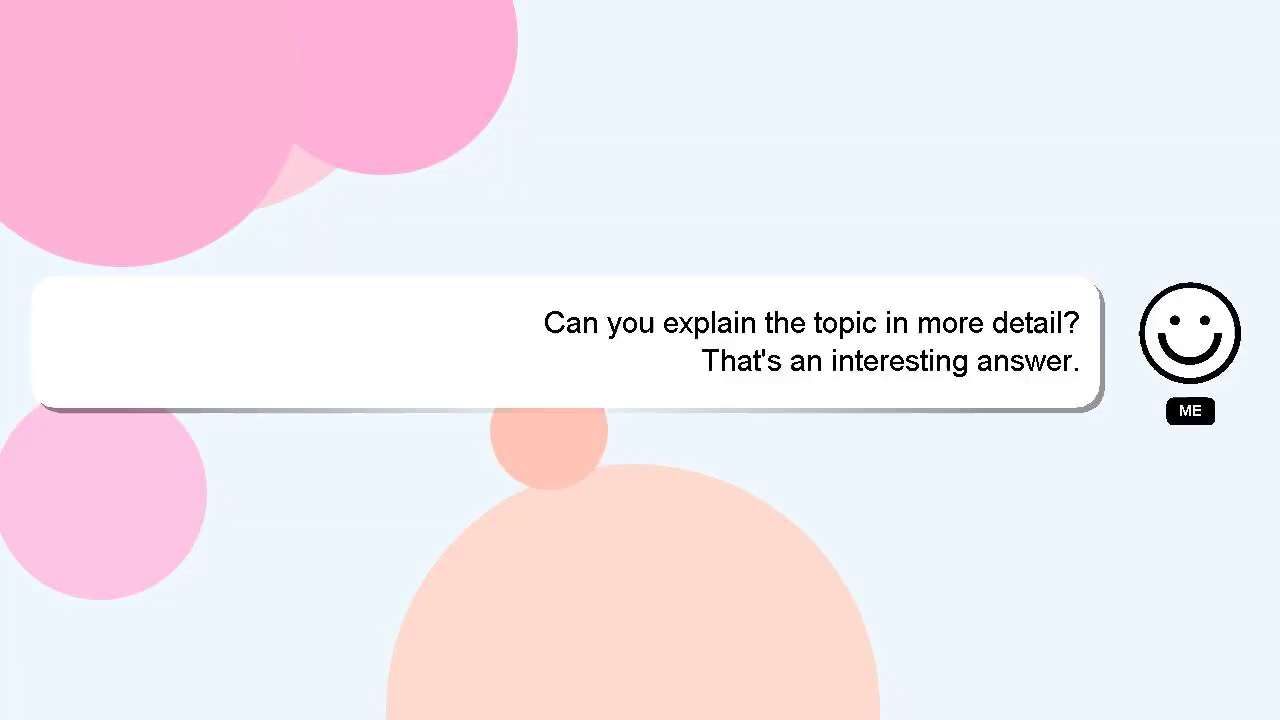 Can you explain the topic in more detail?
That's an interesting answer.
ME